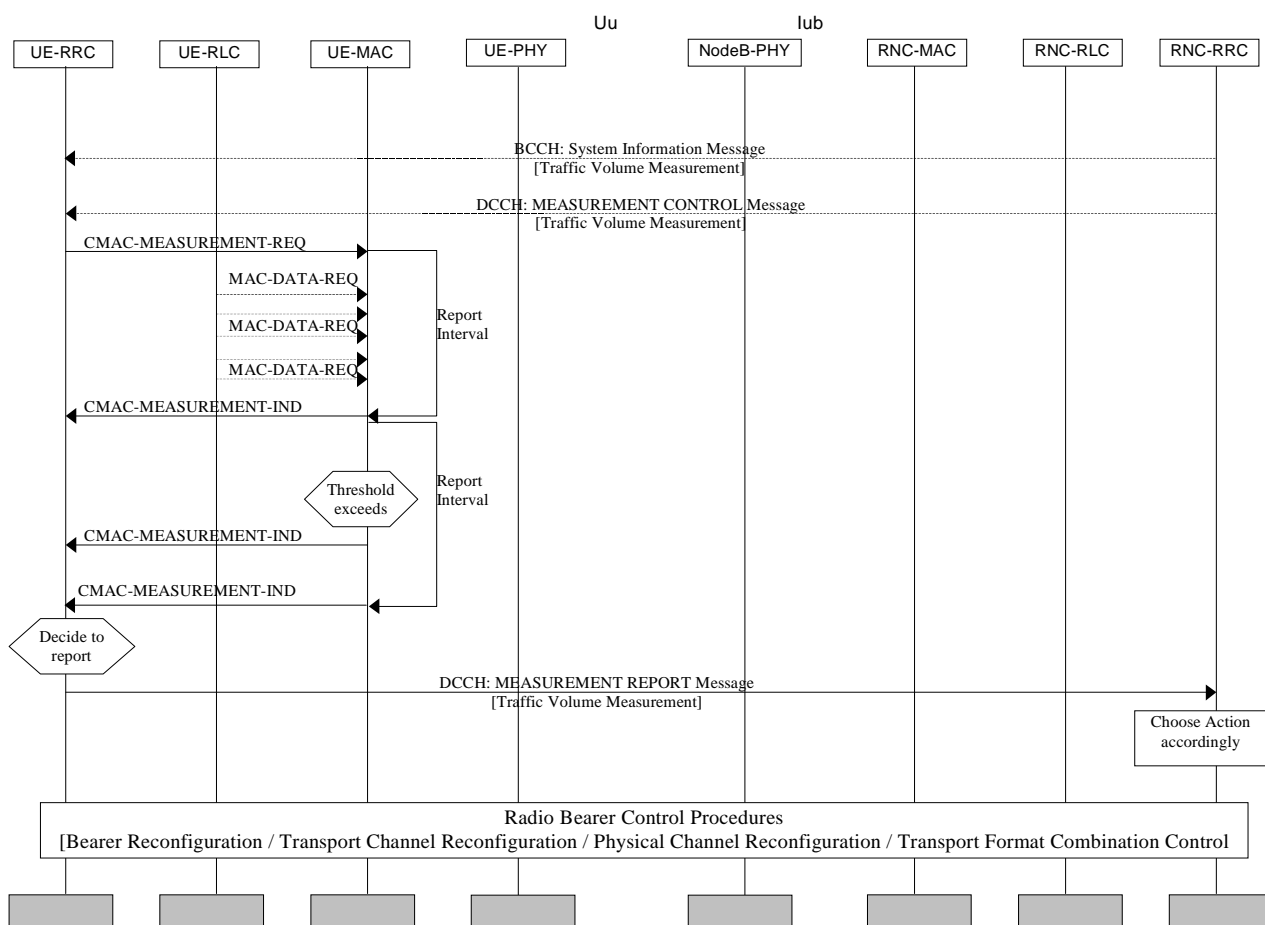 Uu Iub
UE-RRC UE-RLC UE-MAC UE-PHY NodeB-PHY RNC-MAC RNC-RLC RNC-RRC
BCCH: System Information Message
[Traffic Volume Measurement]
DCCH: MEASUREMENT CONTROL Message
[Traffic Volume Measurement]
CMAC-MEASUREMENT-REQ
MAC-DATA-REQ
Report
Interval
MAC-DATA-REQ
MAC-DATA-REQ
CMAC-MEASUREMENT-IND
Threshold
exceeds
Report
Interval
CMAC-MEASUREMENT-IND
CMAC-MEASUREMENT-IND
Decide to
report
DCCH: MEASUREMENT REPORT Message
[Traffic Volume Measurement]
Choose Action
accordingly
Radio Bearer Control Procedures
[Bearer Reconfiguration / Transport Channel Reconfiguration / Physical Channel Reconfiguration / Transport Format Combination Control